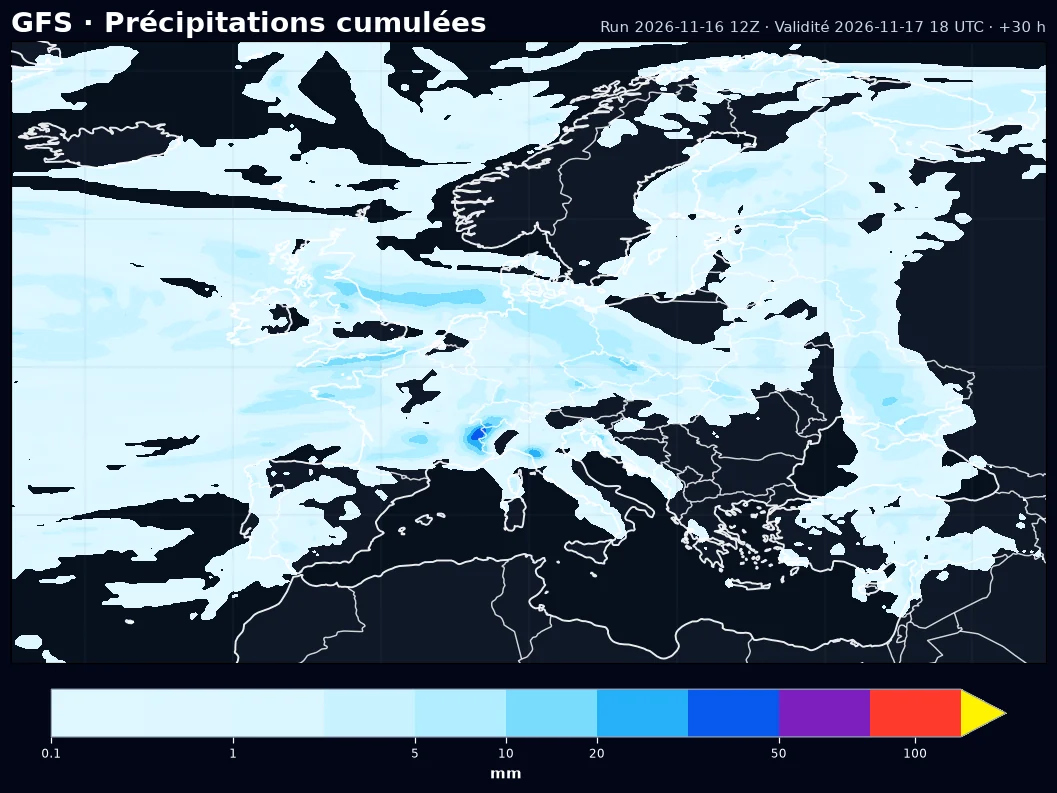 GFS · Précipitations cumulées
Run 2026-11-16 12Z · Validité 2026-11-17 18 UTC · +30 h
0.1 1 5 10 20 50 100
mm